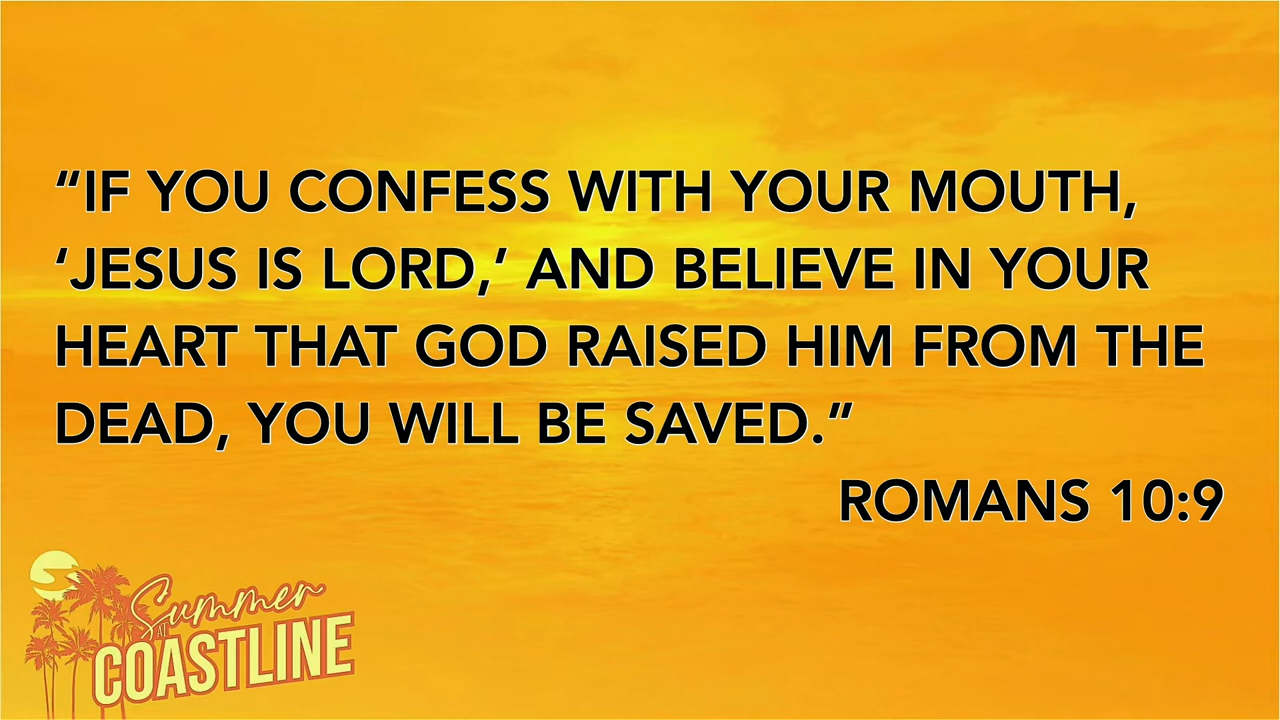 “IF YOU CONFESS WITH YOUR MOUTH,
‘JESUS IS LORD,’ AND BELIEVE IN YOUR
HEART THAT GOD RAISED HIM FROM THE
DEAD, YOU WILL BE SAVED.”
ROMANS 10:9
Summer
AT
COASTLINE